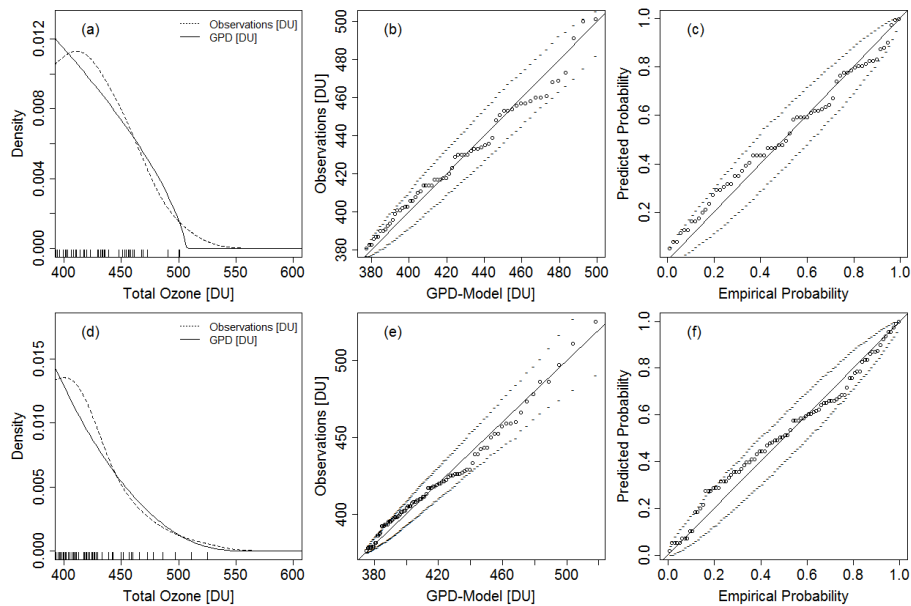 (a)
Observations [DU]
GPD [DU]
Density
0.000 0.004 0.008 0.012
400 450 500 550 600
Total Ozone [DU]
(b)
Observations [DU]
380 400 420 440 460 480 500
380 400 420 440 460 480 500
GPD-Model [DU]
(c)
Predicted Probability
0.2 0.4 0.6 0.8 1.0
0.0 0.2 0.4 0.6 0.8 1.0
Empirical Probability
(d)
Observations [DU]
GPD [DU]
Density
0.000 0.005 0.010 0.015
400 450 500 550 600
Total Ozone [DU]
(e)
Observations [DU]
400 450 500
380 400 420 440 460 480 500
GPD-Model [DU]
(f)
Predicted Probability
0.2 0.4 0.6 0.8 1.0
0.0 0.2 0.4 0.6 0.8 1.0
Empirical Probability